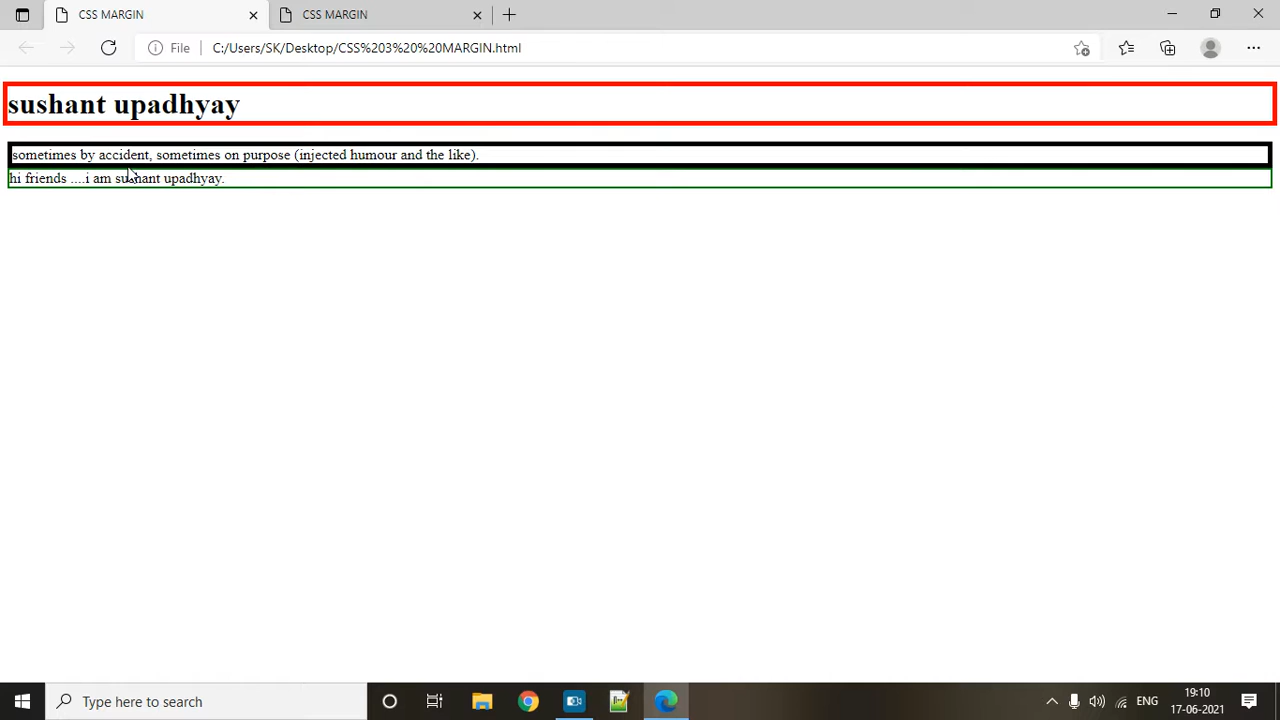 CSS MARGIN
CSS MARGIN
File
C:/Users/SK/Desktop/CSS%203%20%20MARGIN.html
sushant upadhyay
sometimes by accident, sometimes on purpose (injected humour and the like).
hi friends ....i am sushant upadhyay.
Type here to search
ENG
19:10
17-06-2021